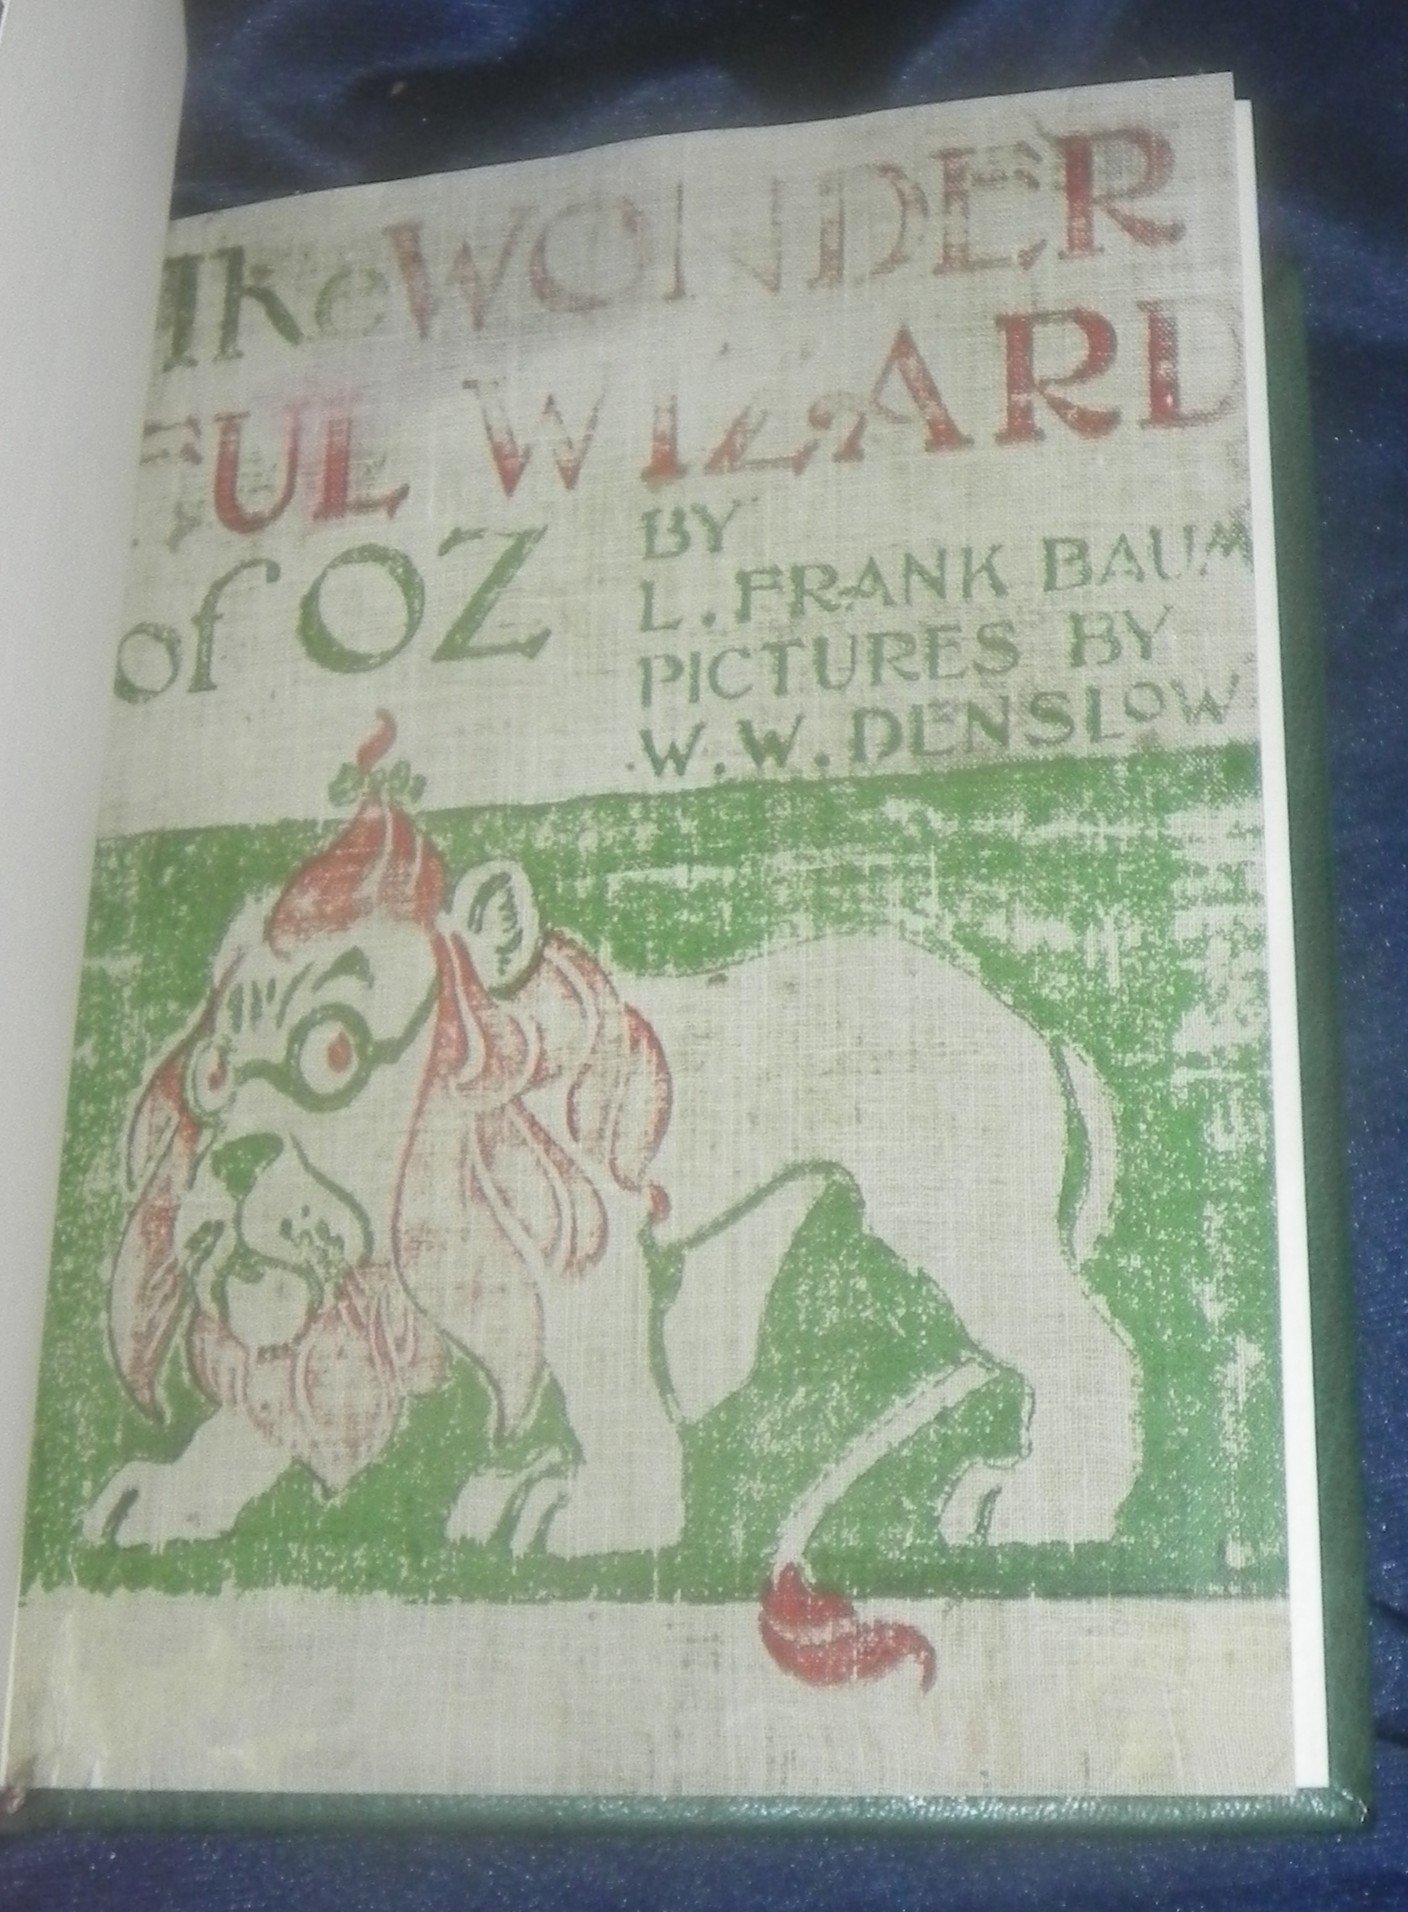 The WONDER
FUL WIZARD
of OZ
BY
L. FRANK BAUM
PICTURES BY
W. W. DENSLOW